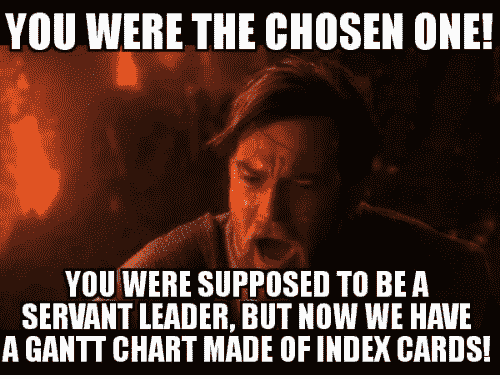 YOU WERE THE CHOSEN ONE!
YOU WERE SUPPOSED TO BE A
SERVANT LEADER, BUT NOW WE HAVE
A GANTT CHART MADE OF INDEX CARDS!